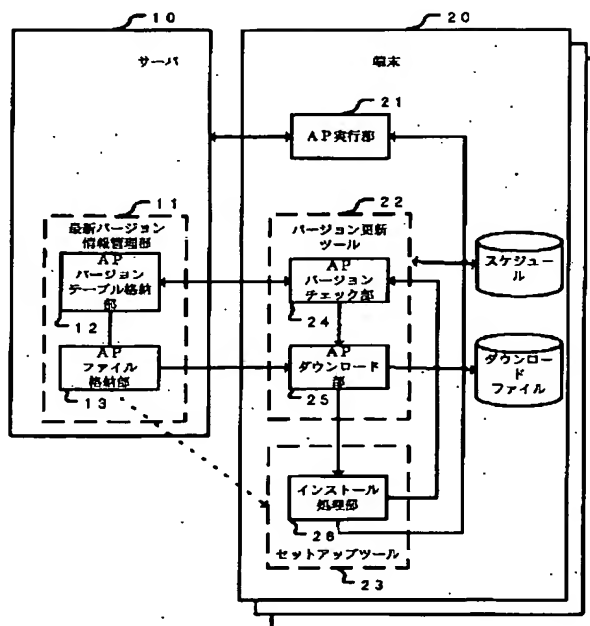 10
サーバ
20
端末
21
AP実行部
11
最新バージョン
情報管理部
AP
バージョン
テーブル格納
部
12
AP
ファイル
格納部
13
22
バージョン更新
ツール
AP
バージョン
チェック部
24
AP
ダウンロード
部
25
インストール
処理部
26
セットアップツール
23
スケジュー
ル
ダウンロー
ド
ファイル